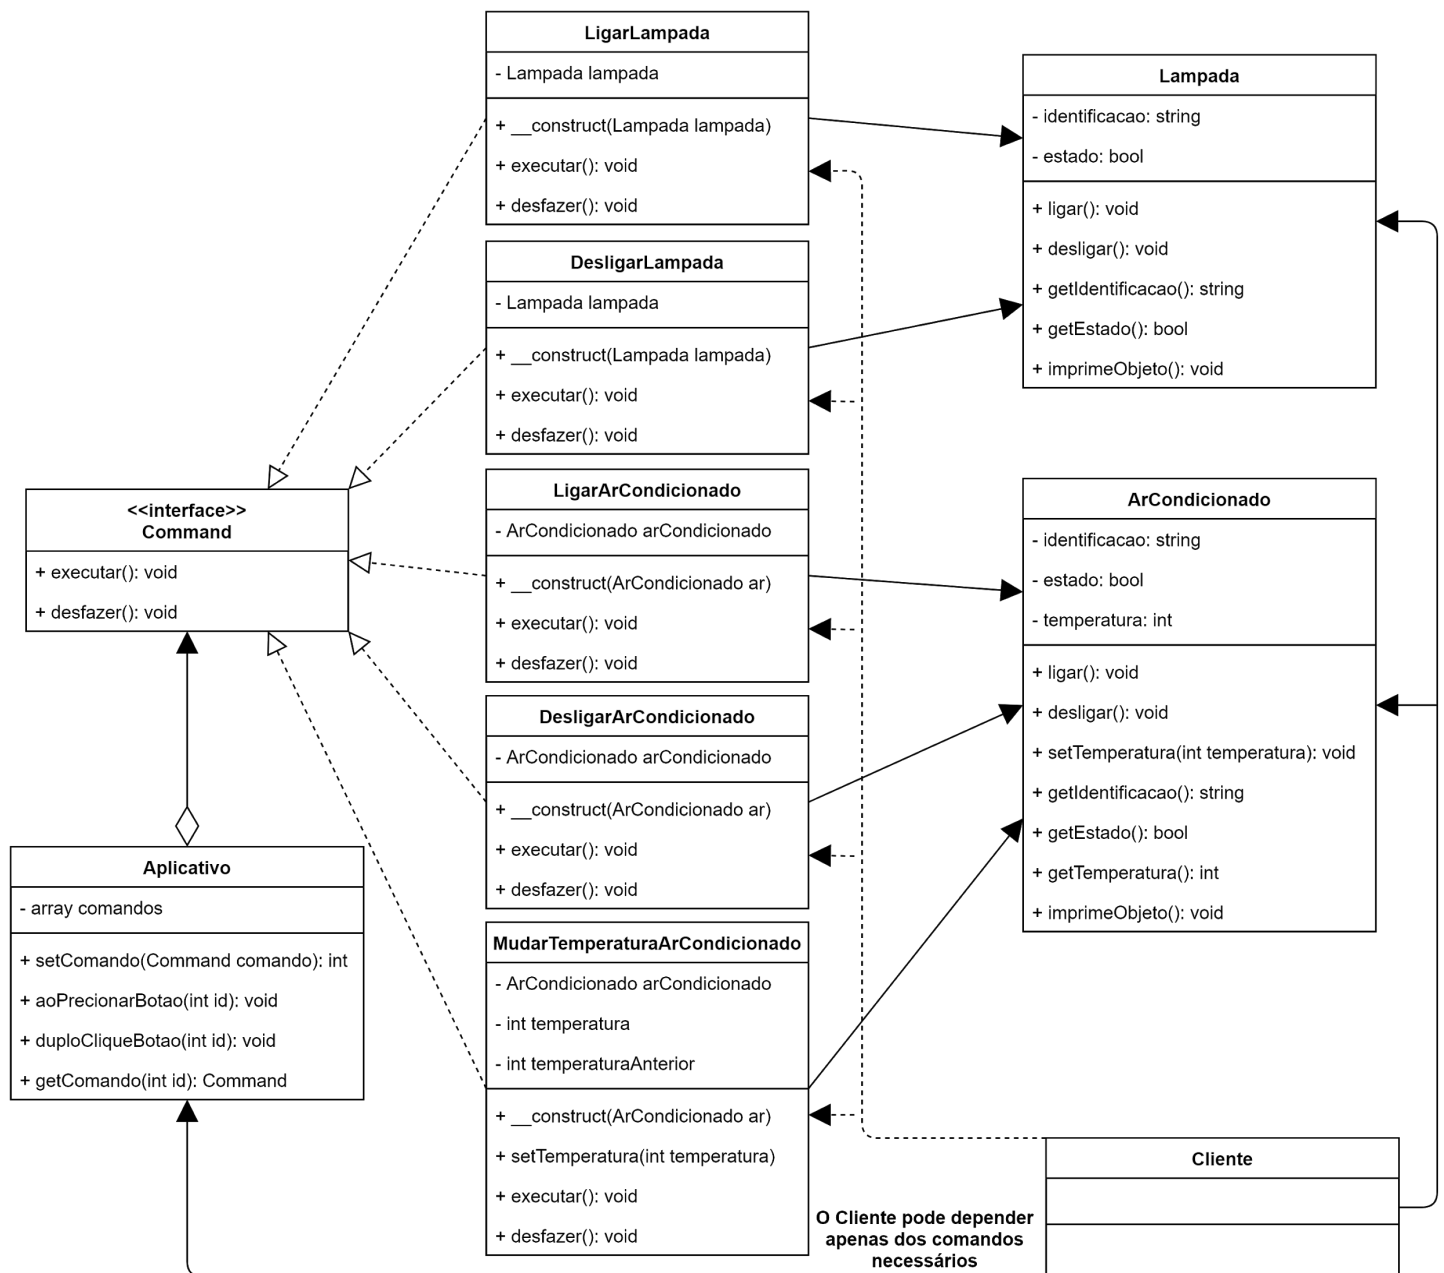 LigarLampada
- Lampada lampada
+ __construct(Lampada lampada)
+ executar(): void
+ desfazer(): void
DesligarLampada
- Lampada lampada
+ __construct(Lampada lampada)
+ executar(): void
+ desfazer(): void
LigarArCondicionado
- ArCondicionado arCondicionado
+ __construct(ArCondicionado ar)
+ executar(): void
+ desfazer(): void
DesligarArCondicionado
- ArCondicionado arCondicionado
+ __construct(ArCondicionado ar)
+ executar(): void
+ desfazer(): void
MudarTemperaturaArCondicionado
- ArCondicionado arCondicionado
- int temperatura
- int temperaturaAnterior
+ __construct(ArCondicionado ar)
+ setTemperatura(int temperatura)
+ executar(): void
+ desfazer(): void
Lampada
- identificacao: string
- estado: bool
+ ligar(): void
+ desligar(): void
+ getIdentificacao(): string
+ getEstado(): bool
+ imprimeObjeto(): void
ArCondicionado
- identificacao: string
- estado: bool
- temperatura: int
+ ligar(): void
+ desligar(): void
+ setTemperatura(int temperatura): void
+ getIdentificacao(): string
+ getEstado(): bool
+ getTemperatura(): int
+ imprimeObjeto(): void
<<interface>>
Command
+ executar(): void
+ desfazer(): void
Aplicativo
- array comandos
+ setComando(Command comando): int
+ aoPrecionarBotao(int id): void
+ duploCliqueBotao(int id): void
+ getComando(int id): Command
Cliente
O Cliente pode depender
apenas dos comandos
necessários